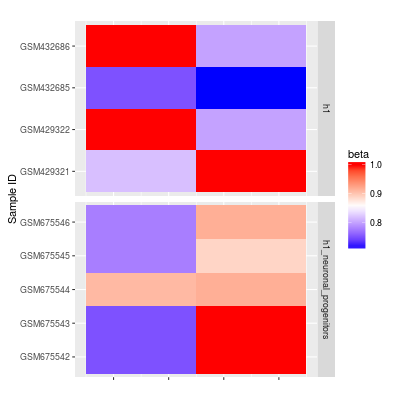 GSM432686
GSM432685
GSM429322
GSM429321
h1
GSM675546
GSM675545
GSM675544
GSM675543
GSM675542
h1_neuronal_progenitors
Sample ID
beta
1.0
0.9
0.8